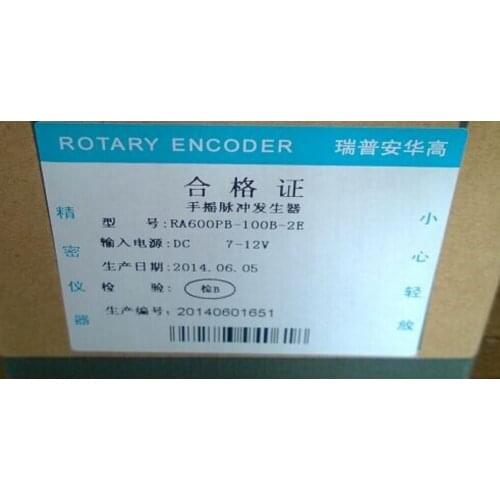 ROTARY ENCODER 瑞普安华高
合格证
手摇脉冲发生器
型 号:RA600PB-100B-2E
输入电源:DC 7-12V
生产日期:2014.06.05
检 验: 检B
生产编号: 20140601651
精密仪器
小心轻放